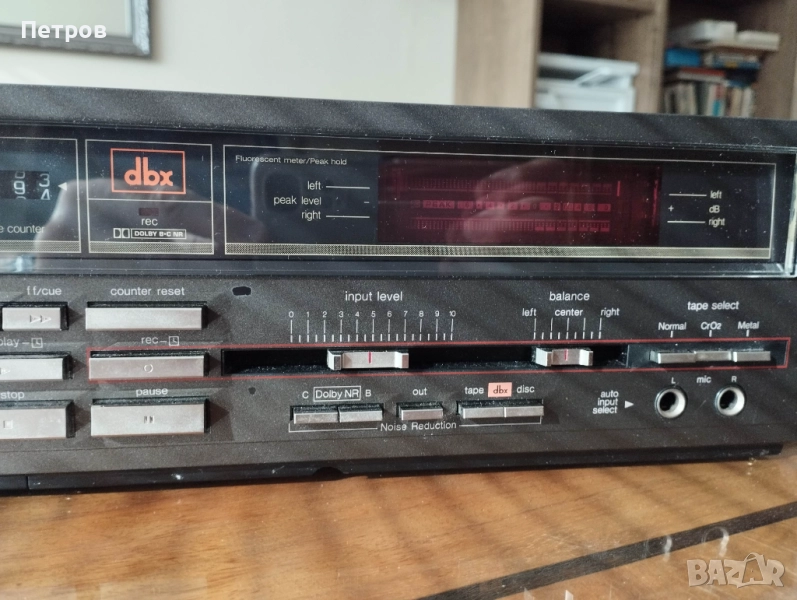 Петров
dbx
rec
DOLBY B-C NR
counter
Fluorescent meter/Peak hold
left
peak level -
right
left
+ dB
right
ff/cue
counter reset
input level
0 1 2 3 4 5 6 7 8 9 10
balance
left center right
tape select
Normal CrO2 Metal
rec
stop
pause
C Dolby NR B
out
tape dbx disc
Noise Reduction
auto
input
select
L mic R
BAZAR